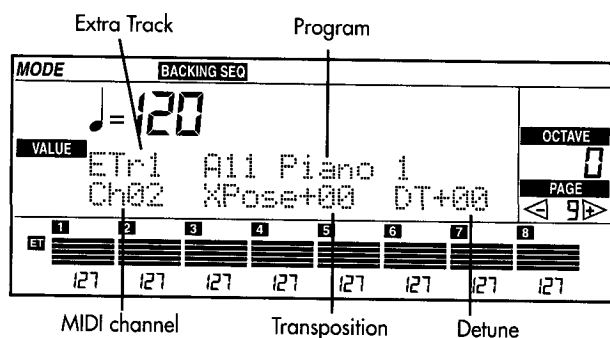 Extra Track Program
MODE BACKING SEQ
♩=120
VALUE OCTAVE
ETr1 A11 Piano 1 0
Ch02 XPose+00 DT+00 PAGE
9
1 2 3 4 5 6 7 8
ET
127 127 127 127 127 127 127 127
MIDI channel Transposition Detune